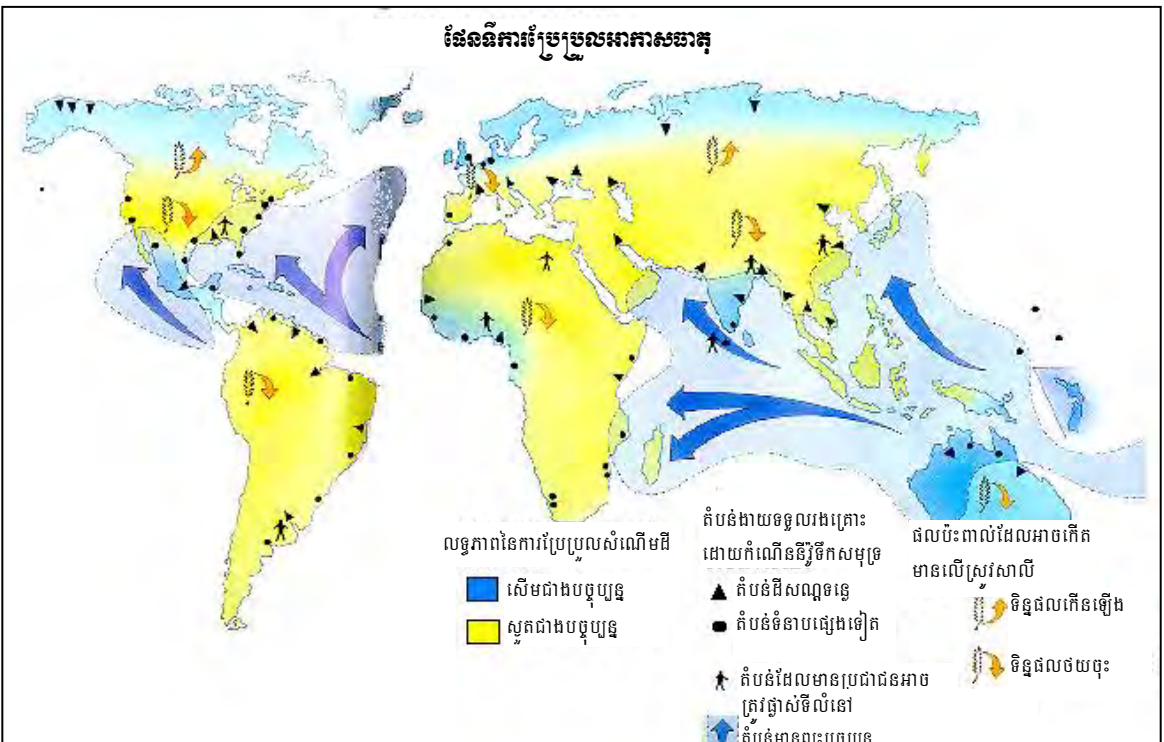 ផែនទីការប្រែប្រួលអាកាសធាតុ
លទ្ធភាពនៃការប្រែប្រួលសំណើមដី
សើមជាងបច្ចុប្បន្ន
ស្ងួតជាងបច្ចុប្បន្ន
តំបន់ងាយទទួលរងគ្រោះ
ដោយកំណើននីវ៉ូទឹកសមុទ្រ
តំបន់ដីសណ្តទន្លេ
តំបន់ទំនាបផ្សេងទៀត
តំបន់ដែលមានប្រជាជនអាច
ត្រូវផ្លាស់ទីលំនៅ
ផលប៉ះពាល់ដែលអាចកើត
មានលើស្រូវសាលី
ទិន្នផលកើនឡើង
ទិន្នផលថយចុះ